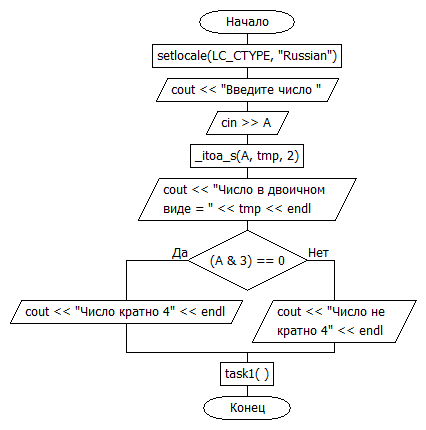 Начало
setlocale(LC_CTYPE, "Russian")
cout << "Введите число "
cin >> A
_itoa_s(A, tmp, 2)
cout << "Число в двоичном
виде = " << tmp << endl
Да
(A & 3) == 0
Нет
cout << "Число кратно 4" << endl
cout << "Число не
кратно 4" << endl
task1( )
Конец